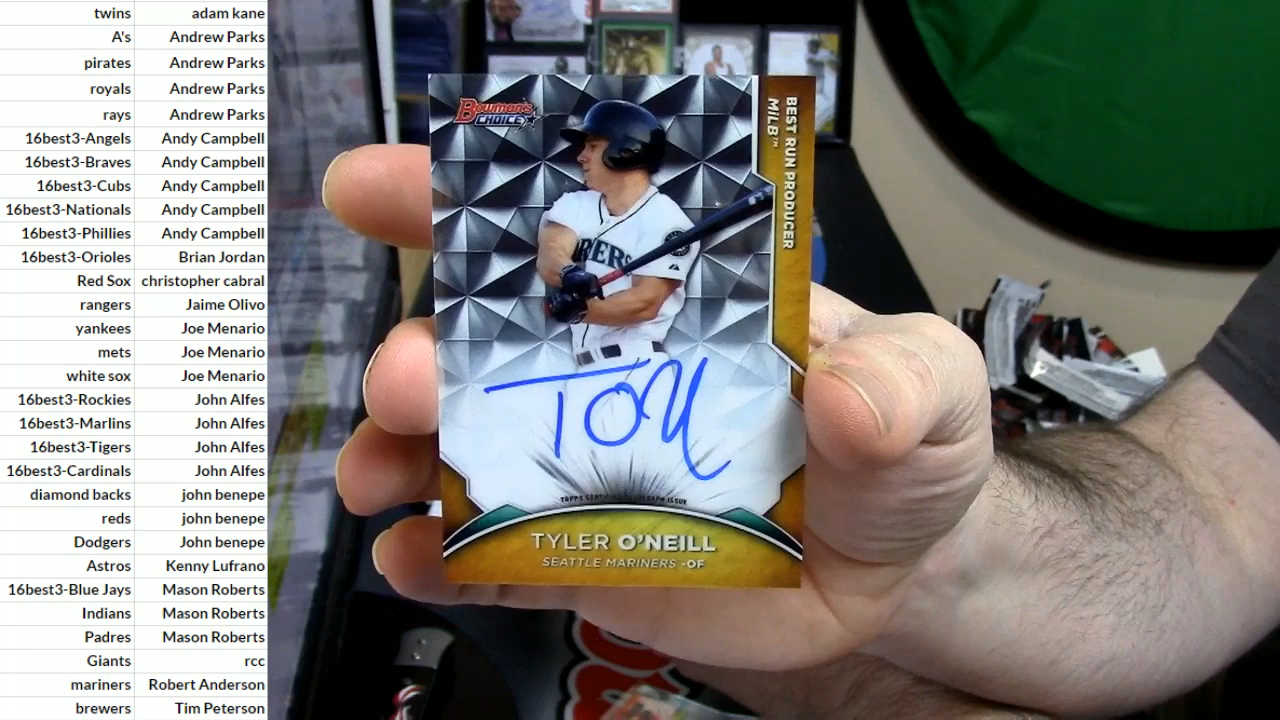 twins adam kane
A's Andrew Parks
pirates Andrew Parks
royals Andrew Parks
rays Andrew Parks
16best3-Angels Andy Campbell
16best3-Braves Andy Campbell
16best3-Cubs Andy Campbell
16best3-Nationals Andy Campbell
16best3-Phillies Andy Campbell
16best3-Orioles Brian Jordan
Red Sox christopher cabral
rangers Jaime Olivo
yankees Joe Menario
mets Joe Menario
white sox Joe Menario
16best3-Rockies John Alfes
16best3-Marlins John Alfes
16best3-Tigers John Alfes
16best3-Cardinals John Alfes
diamond backs john benepe
reds john benepe
Dodgers John benepe
Astros Kenny Lufrano
16best3-Blue Jays Mason Roberts
Indians Mason Roberts
Padres Mason Roberts
Giants rcc
mariners Robert Anderson
brewers Tim Peterson
Bowman's
CHOICE
BEST RUN PRODUCER
MiLB™
TOPPS CERTIFIED AUTOGRAPH ISSUE
TYLER O'NEILL
SEATTLE MARINERS -OF